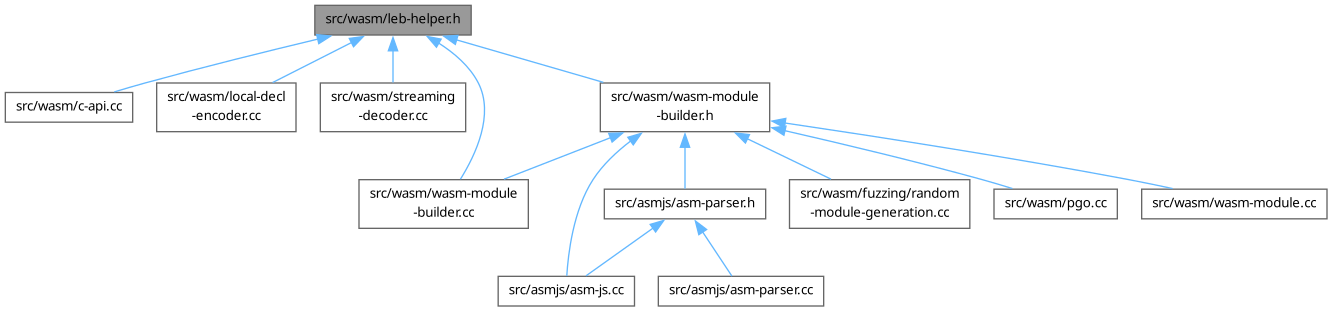 src/wasm/leb-helper.h
src/wasm/c-api.cc
src/wasm/local-decl
-encoder.cc
src/wasm/streaming
-decoder.cc
src/wasm/wasm-module
-builder.h
src/wasm/wasm-module
-builder.cc
src/asmjs/asm-parser.h
src/wasm/fuzzing/random
-module-generation.cc
src/wasm/pgo.cc
src/wasm/wasm-module.cc
src/asmjs/asm-js.cc
src/asmjs/asm-parser.cc